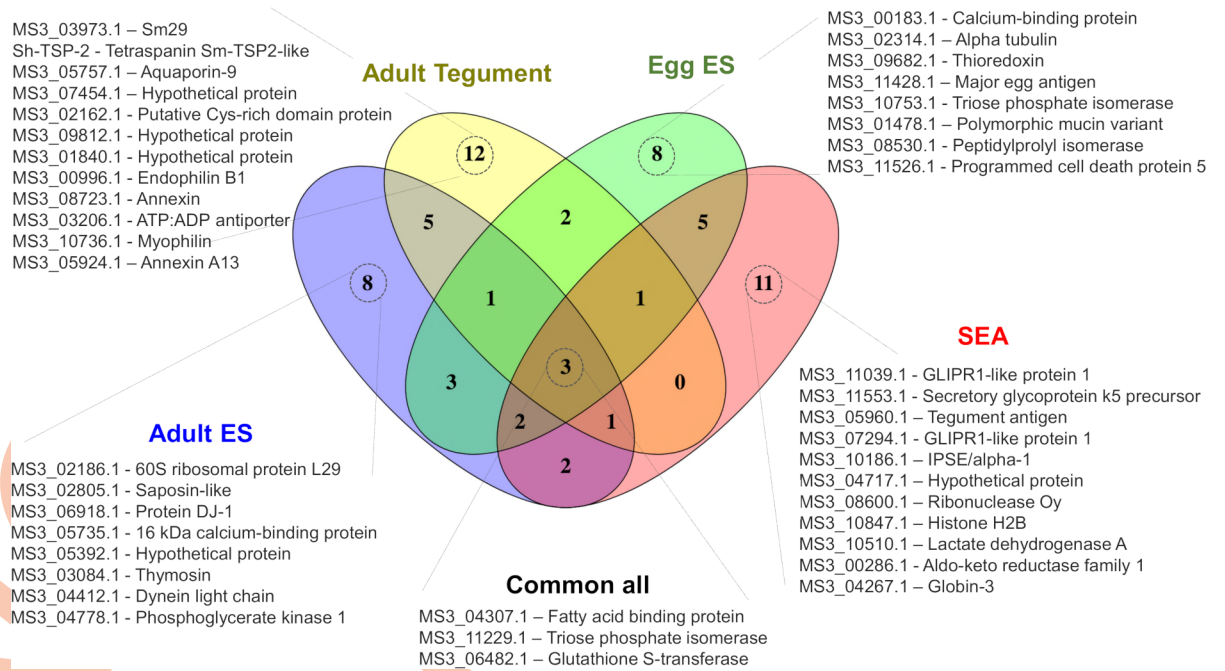 MS3_03973.1 – Sm29
Sh-TSP-2 - Tetraspanin Sm-TSP2-like
MS3_05757.1 – Aquaporin-9
MS3_07454.1 – Hypothetical protein
MS3_02162.1 - Putative Cys-rich domain protein
MS3_09812.1 - Hypothetical protein
MS3_01840.1 - Hypothetical protein
MS3_00996.1 - Endophilin B1
MS3_08723.1 – Annexin
MS3_03206.1 - ATP:ADP antiporter
MS3_10736.1 – Myophilin
MS3_05924.1 – Annexin A13
Adult Tegument
Egg ES
MS3_00183.1 - Calcium-binding protein
MS3_02314.1 – Alpha tubulin
MS3_09682.1 – Thioredoxin
MS3_11428.1 – Major egg antigen
MS3_10753.1 - Triose phosphate isomerase
MS3_01478.1 – Polymorphic mucin variant
MS3_08530.1 - Peptidylprolyl isomerase
MS3_11526.1 - Programmed cell death protein 5
12
8
5
2
5
8
1
1
11
3
3
0
2
1
2
Adult ES
MS3_02186.1 - 60S ribosomal protein L29
MS3_02805.1 - Saposin-like
MS3_06918.1 - Protein DJ-1
MS3_05735.1 - 16 kDa calcium-binding protein
MS3_05392.1 - Hypothetical protein
MS3_03084.1 - Thymosin
MS3_04412.1 - Dynein light chain
MS3_04778.1 - Phosphoglycerate kinase 1
SEA
MS3_11039.1 - GLIPR1-like protein 1
MS3_11553.1 - Secretory glycoprotein k5 precursor
MS3_05960.1 - Tegument antigen
MS3_07294.1 - GLIPR1-like protein 1
MS3_10186.1 – IPSE/alpha-1
MS3_04717.1 – Hypothetical protein
MS3_08600.1 – Ribonuclease Oy
MS3_10847.1 – Histone H2B
MS3_10510.1 – Lactate dehydrogenase A
MS3_00286.1 - Aldo-keto reductase family 1
MS3_04267.1 – Globin-3
Common all
MS3_04307.1 – Fatty acid binding protein
MS3_11229.1 – Triose phosphate isomerase
MS3_06482.1 – Glutathione S-transferase